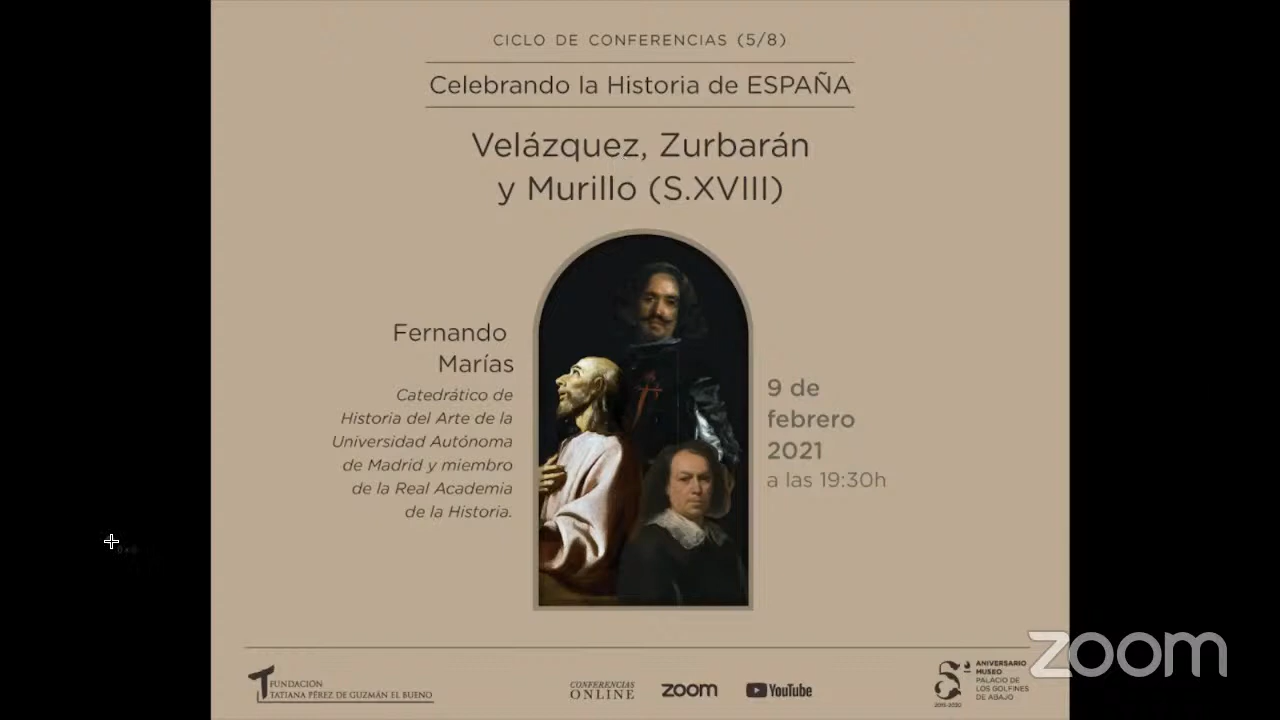 CICLO DE CONFERENCIAS (5/8)
Celebrando la Historia de ESPAÑA
Velázquez, Zurbarán
y Murillo (S.XVIII)
Fernando
Marías
Catedrático de
Historia del Arte de la
Universidad Autónoma
de Madrid y miembro
de la Real Academia
de la Historia.
9 de
febrero
2021
a las 19:30h
FUNDACIÓN
TATIANA PÉREZ DE GUZMÁN EL BUENO
CONFERENCIAS
ONLINE
zoom
YouTube
ANIVERSARIO
MUSEO
PALACIO DE
LOS GOLFINES
DE ABAJO
2015-2020
zoom